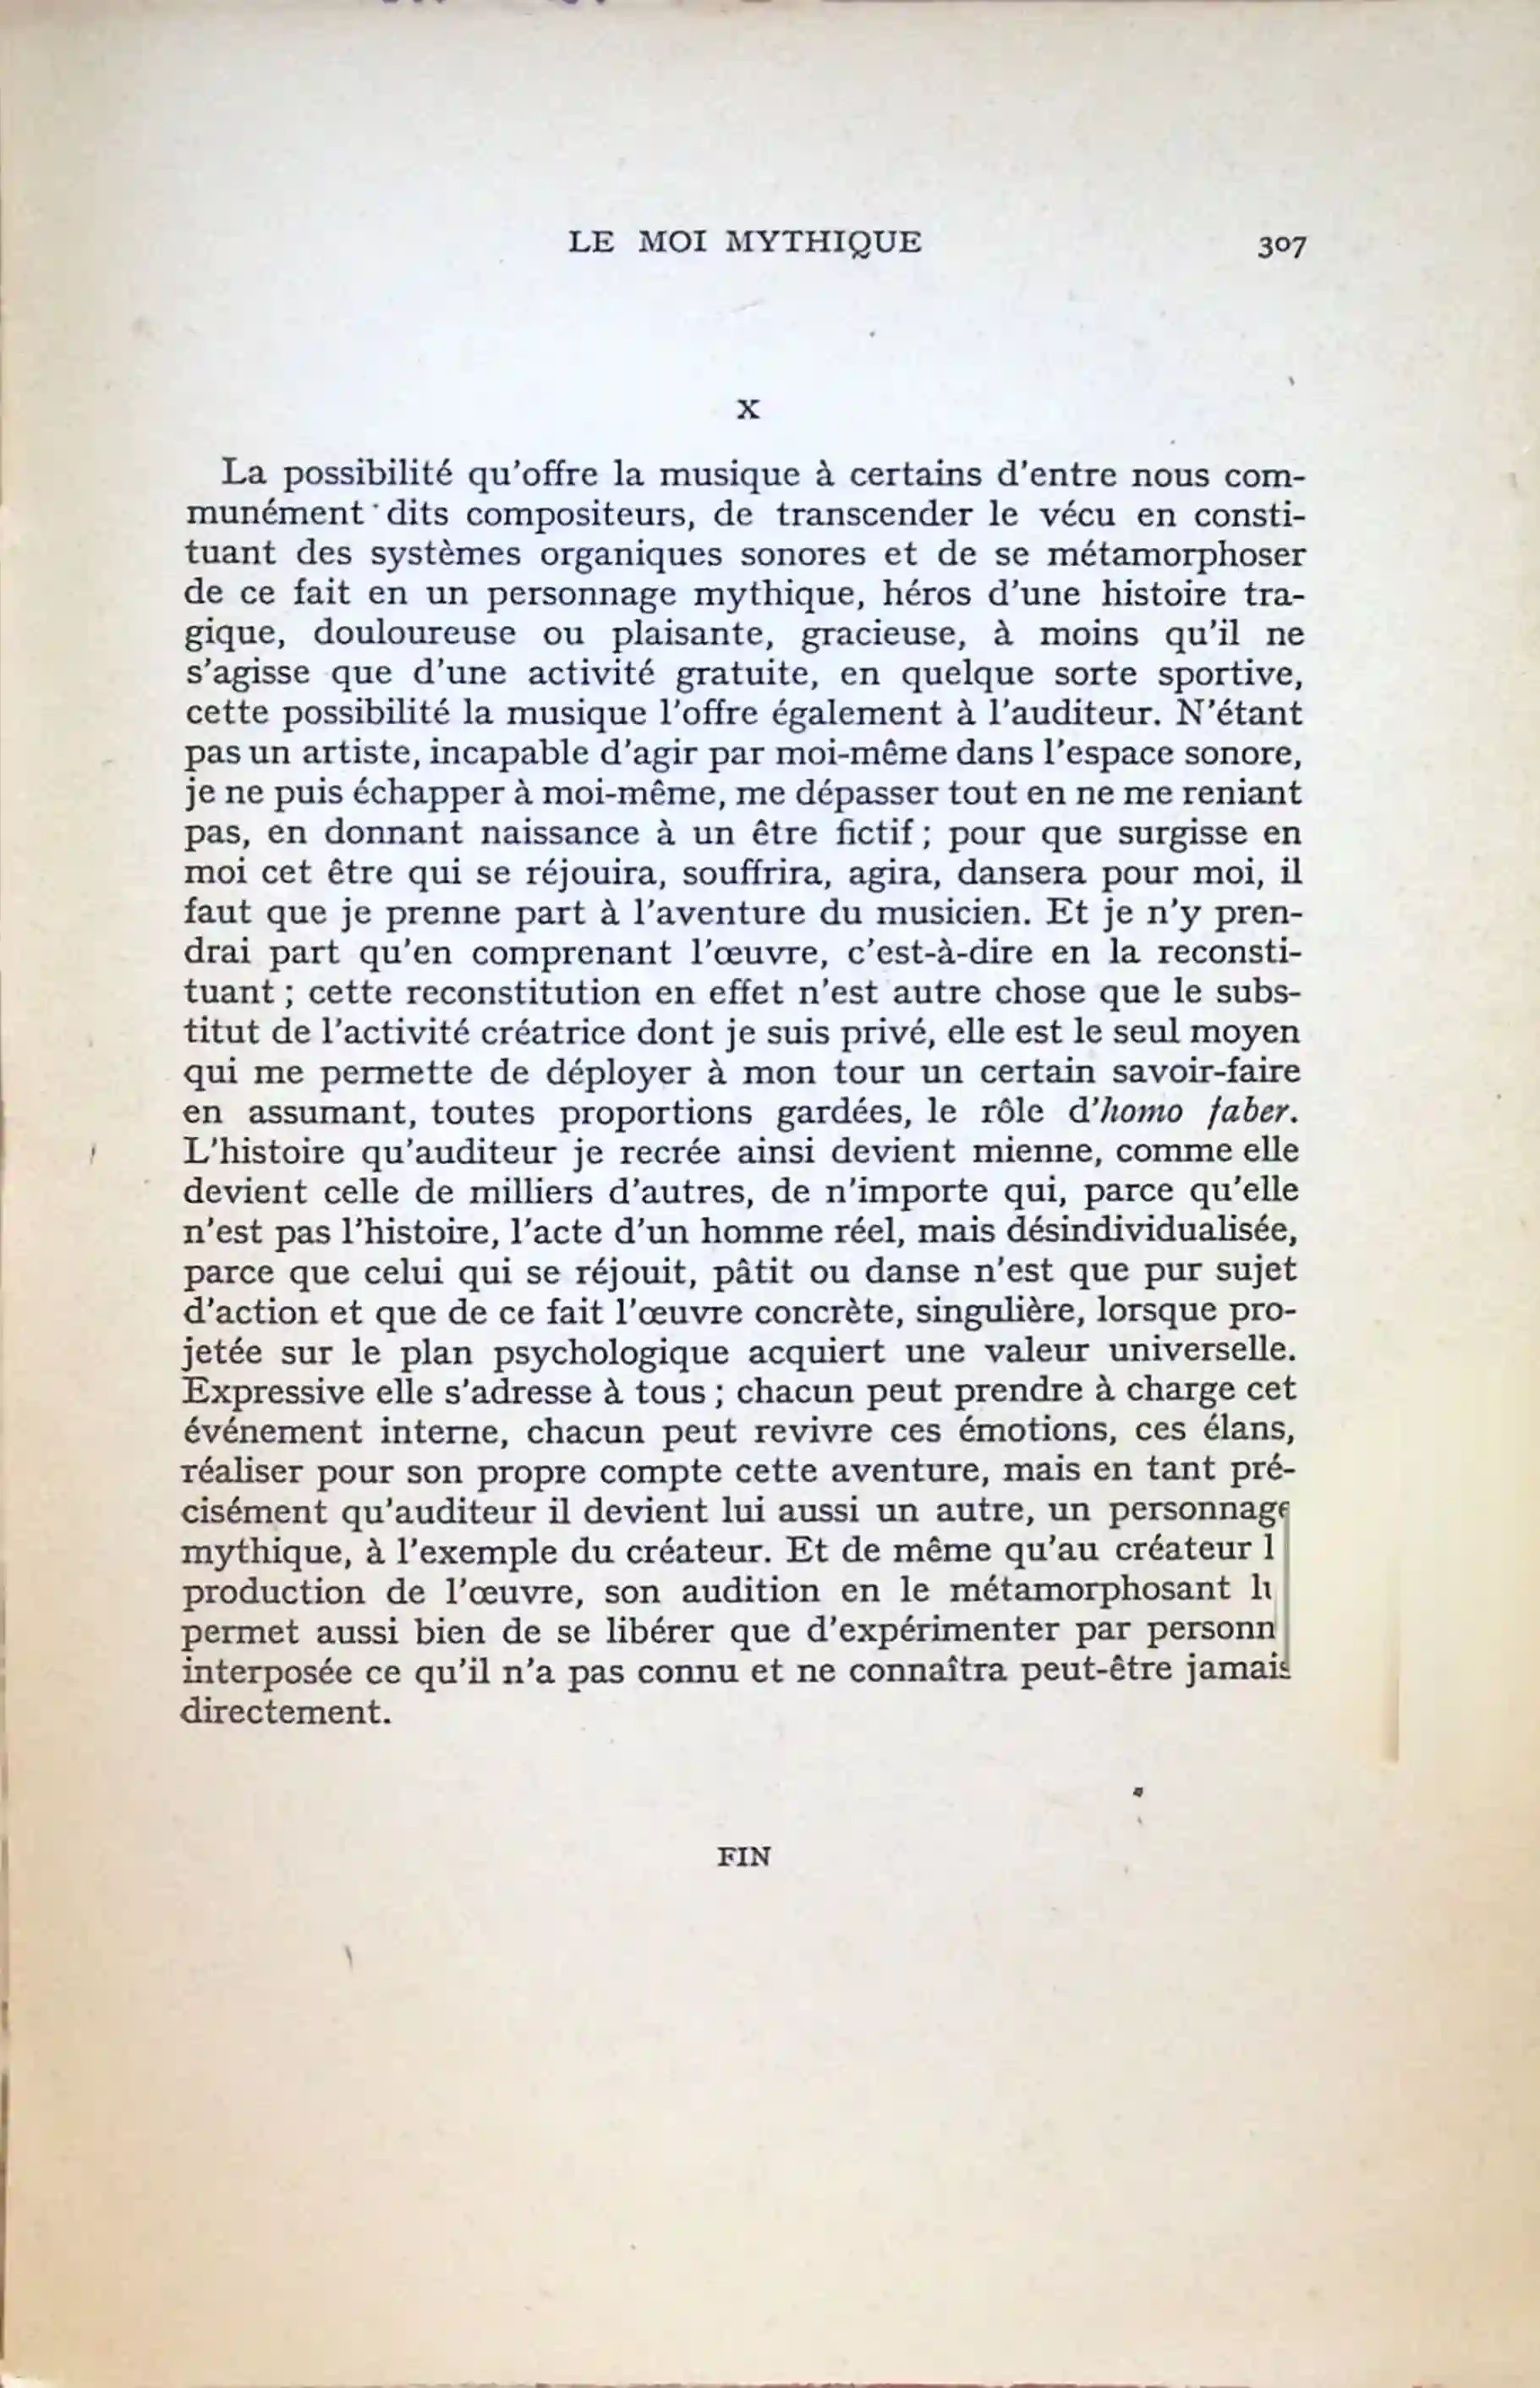 LE MOI MYTHIQUE 307
X
La possibilité qu'offre la musique à certains d'entre nous com-
munément dits compositeurs, de transcender le vécu en consti-
tuant des systèmes organiques sonores et de se métamorphoser
de ce fait en un personnage mythique, héros d'une histoire tra-
gique, douloureuse ou plaisante, gracieuse, à moins qu'il ne
s'agisse que d'une activité gratuite, en quelque sorte sportive,
cette possibilité la musique l'offre également à l'auditeur. N'étant
pas un artiste, incapable d'agir par moi-même dans l'espace sonore,
je ne puis échapper à moi-même, me dépasser tout en ne me reniant
pas, en donnant naissance à un être fictif ; pour que surgisse en
moi cet être qui se réjouira, souffrira, agira, dansera pour moi, il
faut que je prenne part à l'aventure du musicien. Et je n'y pren-
drai part qu'en comprenant l'œuvre, c'est-à-dire en la reconsti-
tuant ; cette reconstitution en effet n'est autre chose que le subs-
titut de l'activité créatrice dont je suis privé, elle est le seul moyen
qui me permette de déployer à mon tour un certain savoir-faire
en assumant, toutes proportions gardées, le rôle d'homo faber.
L'histoire qu'auditeur je recrée ainsi devient mienne, comme elle
devient celle de milliers d'autres, de n'importe qui, parce qu'elle
n'est pas l'histoire, l'acte d'un homme réel, mais désindividualisée,
parce que celui qui se réjouit, pâtit ou danse n'est que pur sujet
d'action et que de ce fait l'œuvre concrète, singulière, lorsque pro-
jetée sur le plan psychologique acquiert une valeur universelle.
Expressive elle s'adresse à tous ; chacun peut prendre à charge cet
événement interne, chacun peut revivre ces émotions, ces élans,
réaliser pour son propre compte cette aventure, mais en tant pré-
cisément qu'auditeur il devient lui aussi un autre, un personnage
mythique, à l'exemple du créateur. Et de même qu'au créateur
production de l'œuvre, son audition en le métamorphosant
permet aussi bien de se libérer que d'expérimenter par personn
interposée ce qu'il n'a pas connu et ne connaîtra peut-être jamais
directement.
FIN